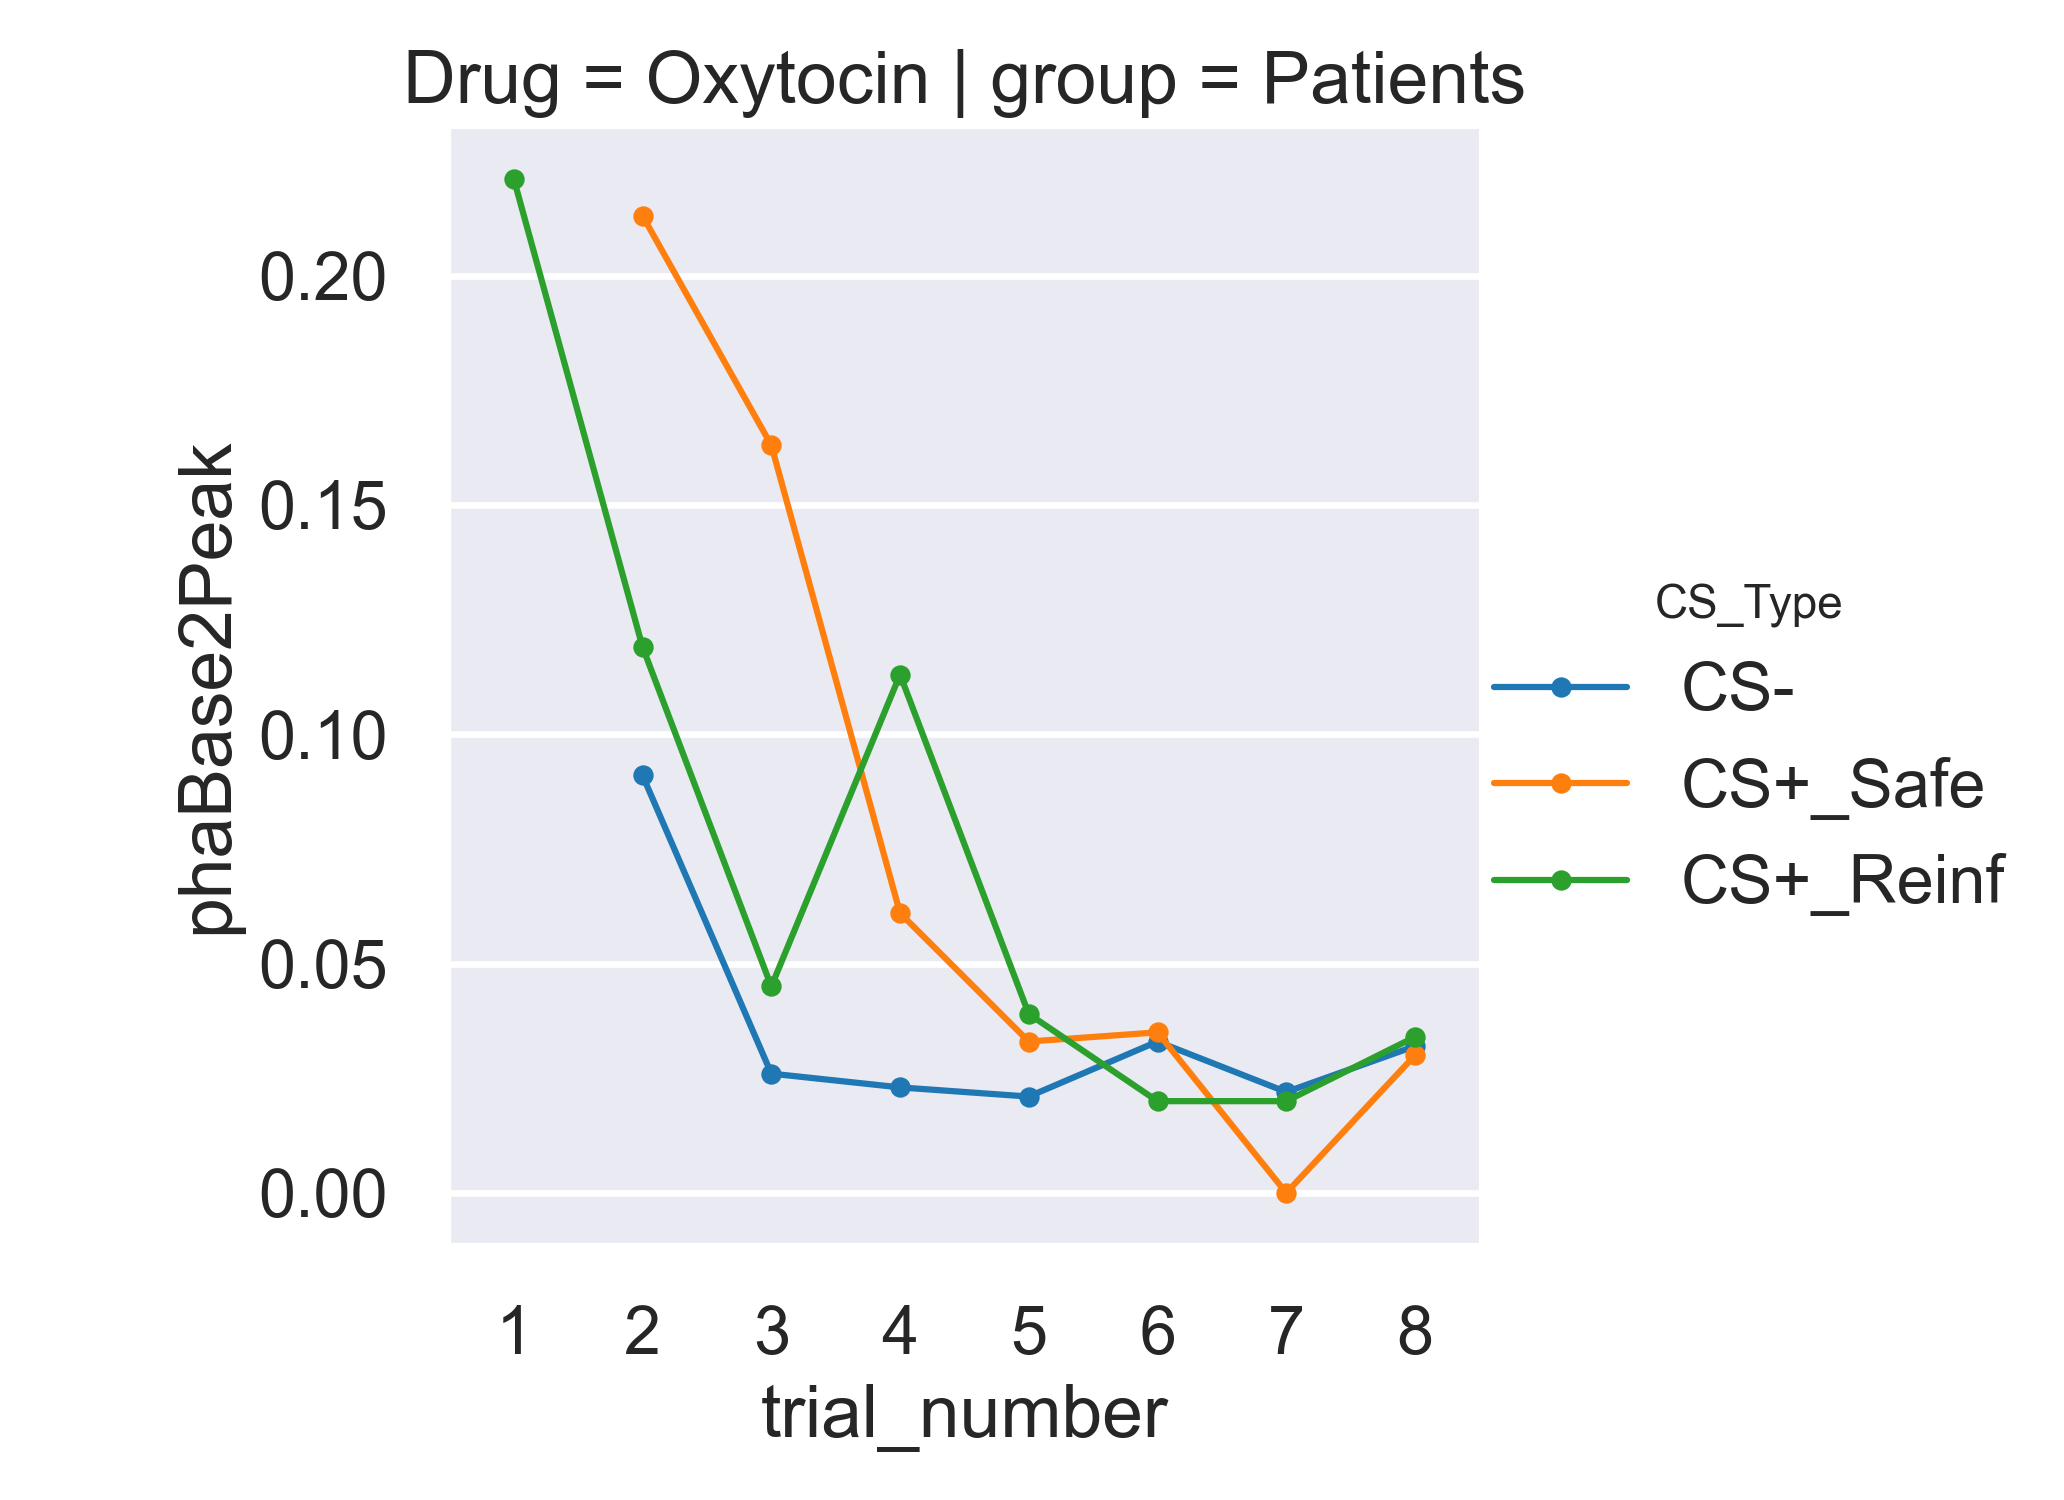 Drug = Oxytocin | group = Patients
phaBase2Peak
0.20
0.15
0.10
0.05
0.00
1 2 3 4 5 6 7 8
trial_number
CS_Type
CS-
CS+_Safe
CS+_Reinf